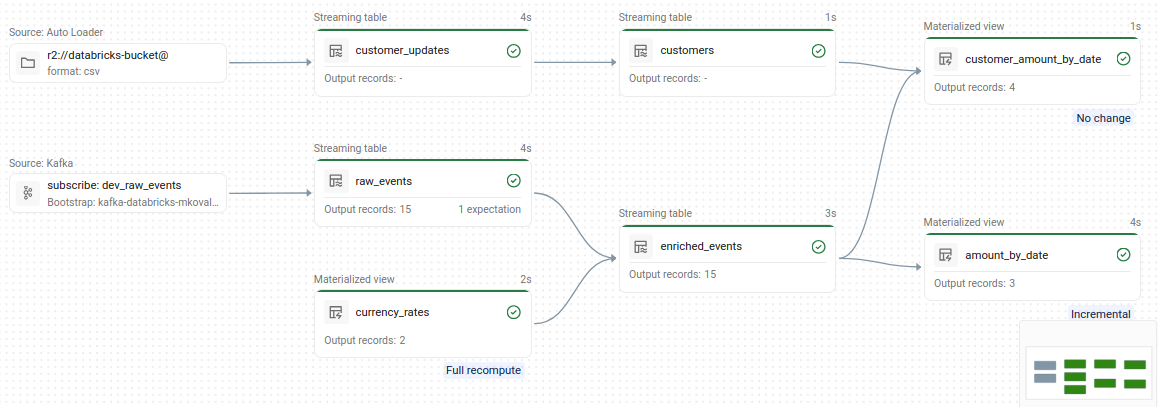 Source: Auto Loader
r2://databricks-bucket@
format: csv
Streaming table 4s
customer_updates
Output records: -
Streaming table 1s
customers
Output records: -
Materialized view 1s
customer_amount_by_date
Output records: 4
No change
Source: Kafka
subscribe: dev_raw_events
Bootstrap: kafka-databricks-mkoval...
Streaming table 4s
raw_events
Output records: 15 1 expectation
Materialized view 2s
currency_rates
Output records: 2
Full recompute
Streaming table 3s
enriched_events
Output records: 15
Materialized view 4s
amount_by_date
Output records: 3
Incremental